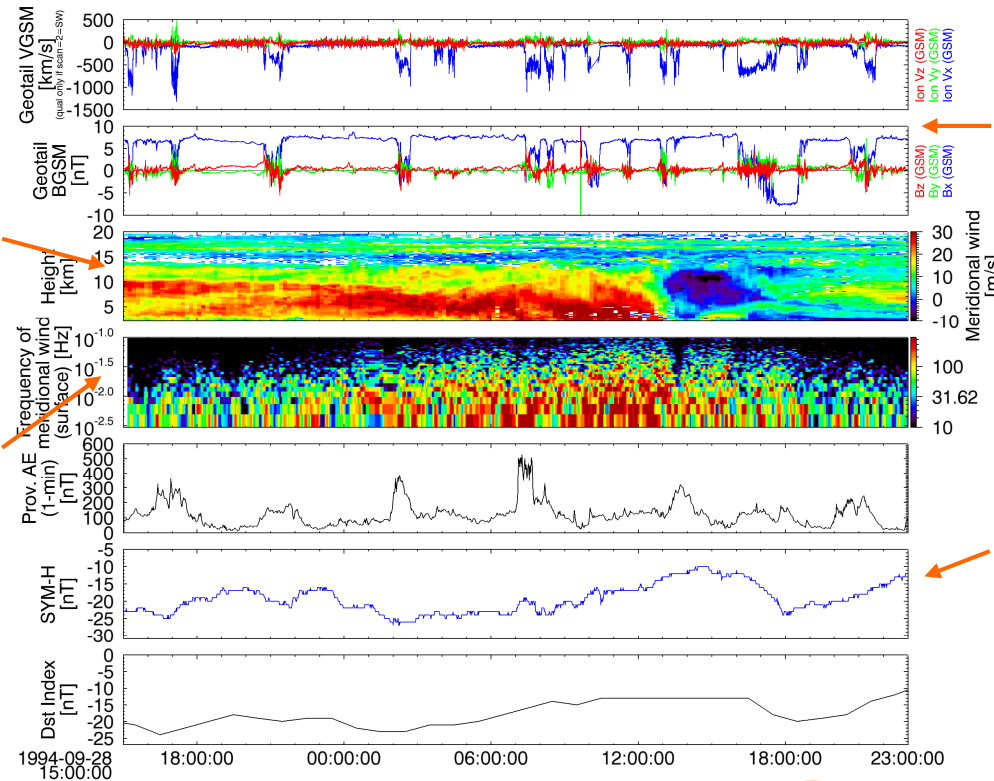 Geotail VGSM
[km/s]
(qual only if scan=2=SW)
500
0
-500
-1000
-1500
Ion Vz (GSM)
Ion Vy (GSM)
Ion Vx (GSM)
Geotail
BGSM
[nT]
10
5
0
-5
-10
Bz (GSM)
By (GSM)
Bx (GSM)
Height
[km]
20
15
10
5
30
20
10
0
-10
Meridional wind
[m/s]
Frequency of
meridional wind
(surface) [Hz]
10-1.0
10-1.5
10-2.0
10-2.5
100
31.62
10
Prov. AE
(1-min)
[nT]
600
500
400
300
200
100
0
SYM-H
[nT]
-5
-10
-15
-20
-25
-30
Dst Index
[nT]
0
-5
-10
-15
-20
-25
1994-09-28
15:00:00
18:00:00
00:00:00
06:00:00
12:00:00
18:00:00
23:00:00